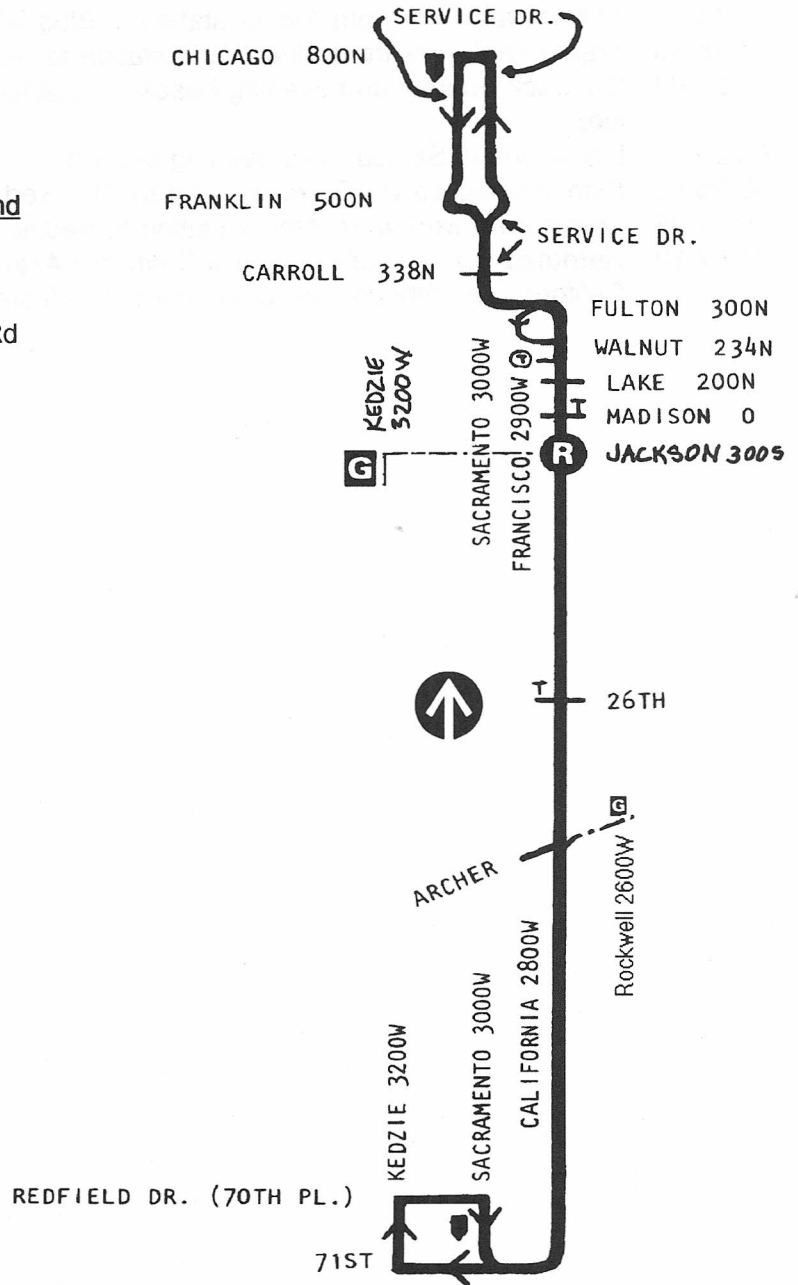 SERVICE DR.
CHICAGO 800N
nd
FRANKLIN 500N
SERVICE DR.
CARROLL 338N
FULTON 300N
Rd
WALNUT 234N
T
LAKE 200N
T
MADISON 0
KEDZIE 3200W
SACRAMENTO 3000W
FRANCISCO 2900W
G
R
JACKSON 300S
T
26TH
G
ARCHER
Rockwell 2600W
CALIFORNIA 2800W
SACRAMENTO 3000W
KEDZIE 3200W
REDFIELD DR. (70TH PL.)
71ST